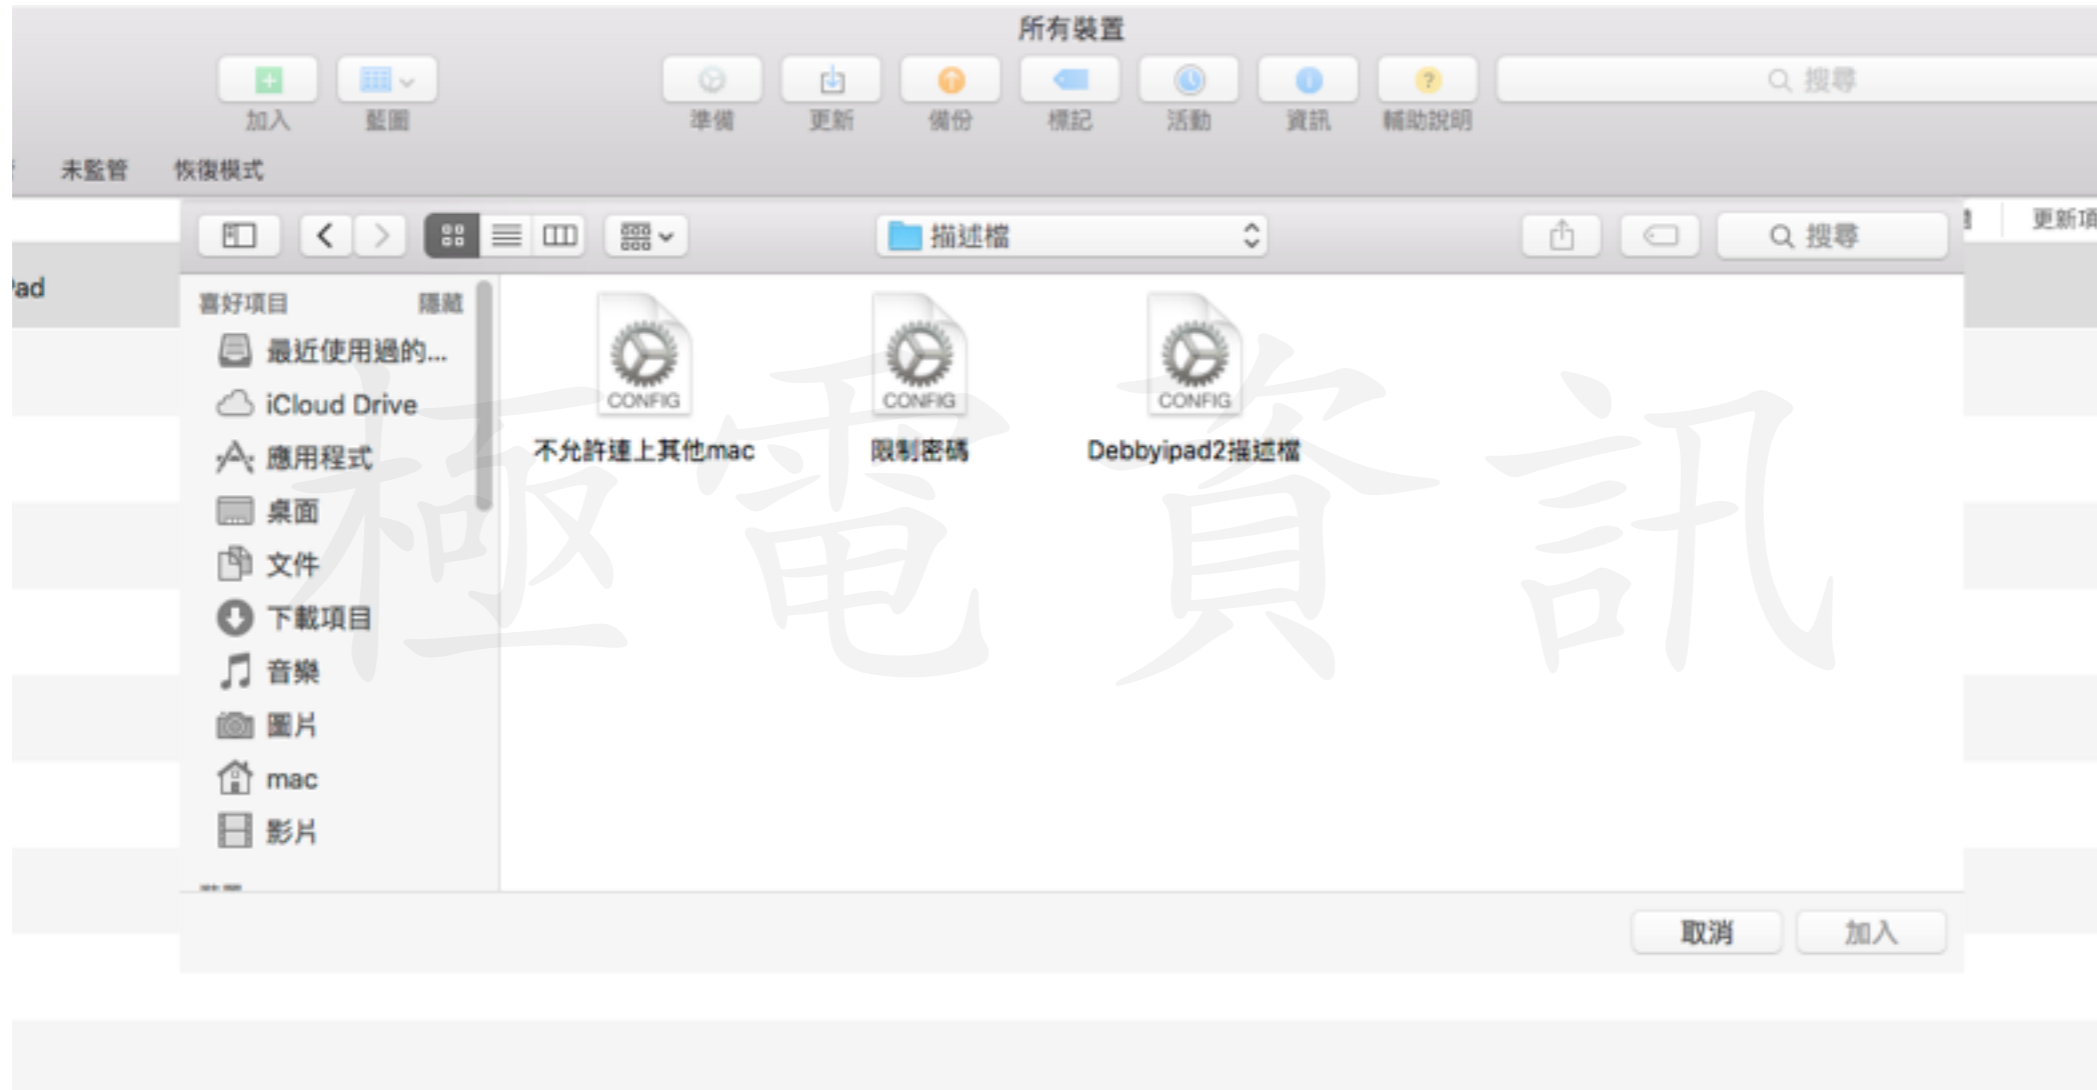 所有裝置
搜尋
加入 藍圖 準備 更新 備份 標記 活動 資訊 輔助說明
未監管 恢復模式
描述檔 搜尋
更新項
ad
喜好項目 隱藏
最近使用過的...
iCloud Drive
應用程式
桌面
文件
下載項目
音樂
圖片
mac
影片
CONFIG CONFIG CONFIG
不允許連上其他mac 限制密碼 Debbyipad2描述檔
極電資訊
取消 加入